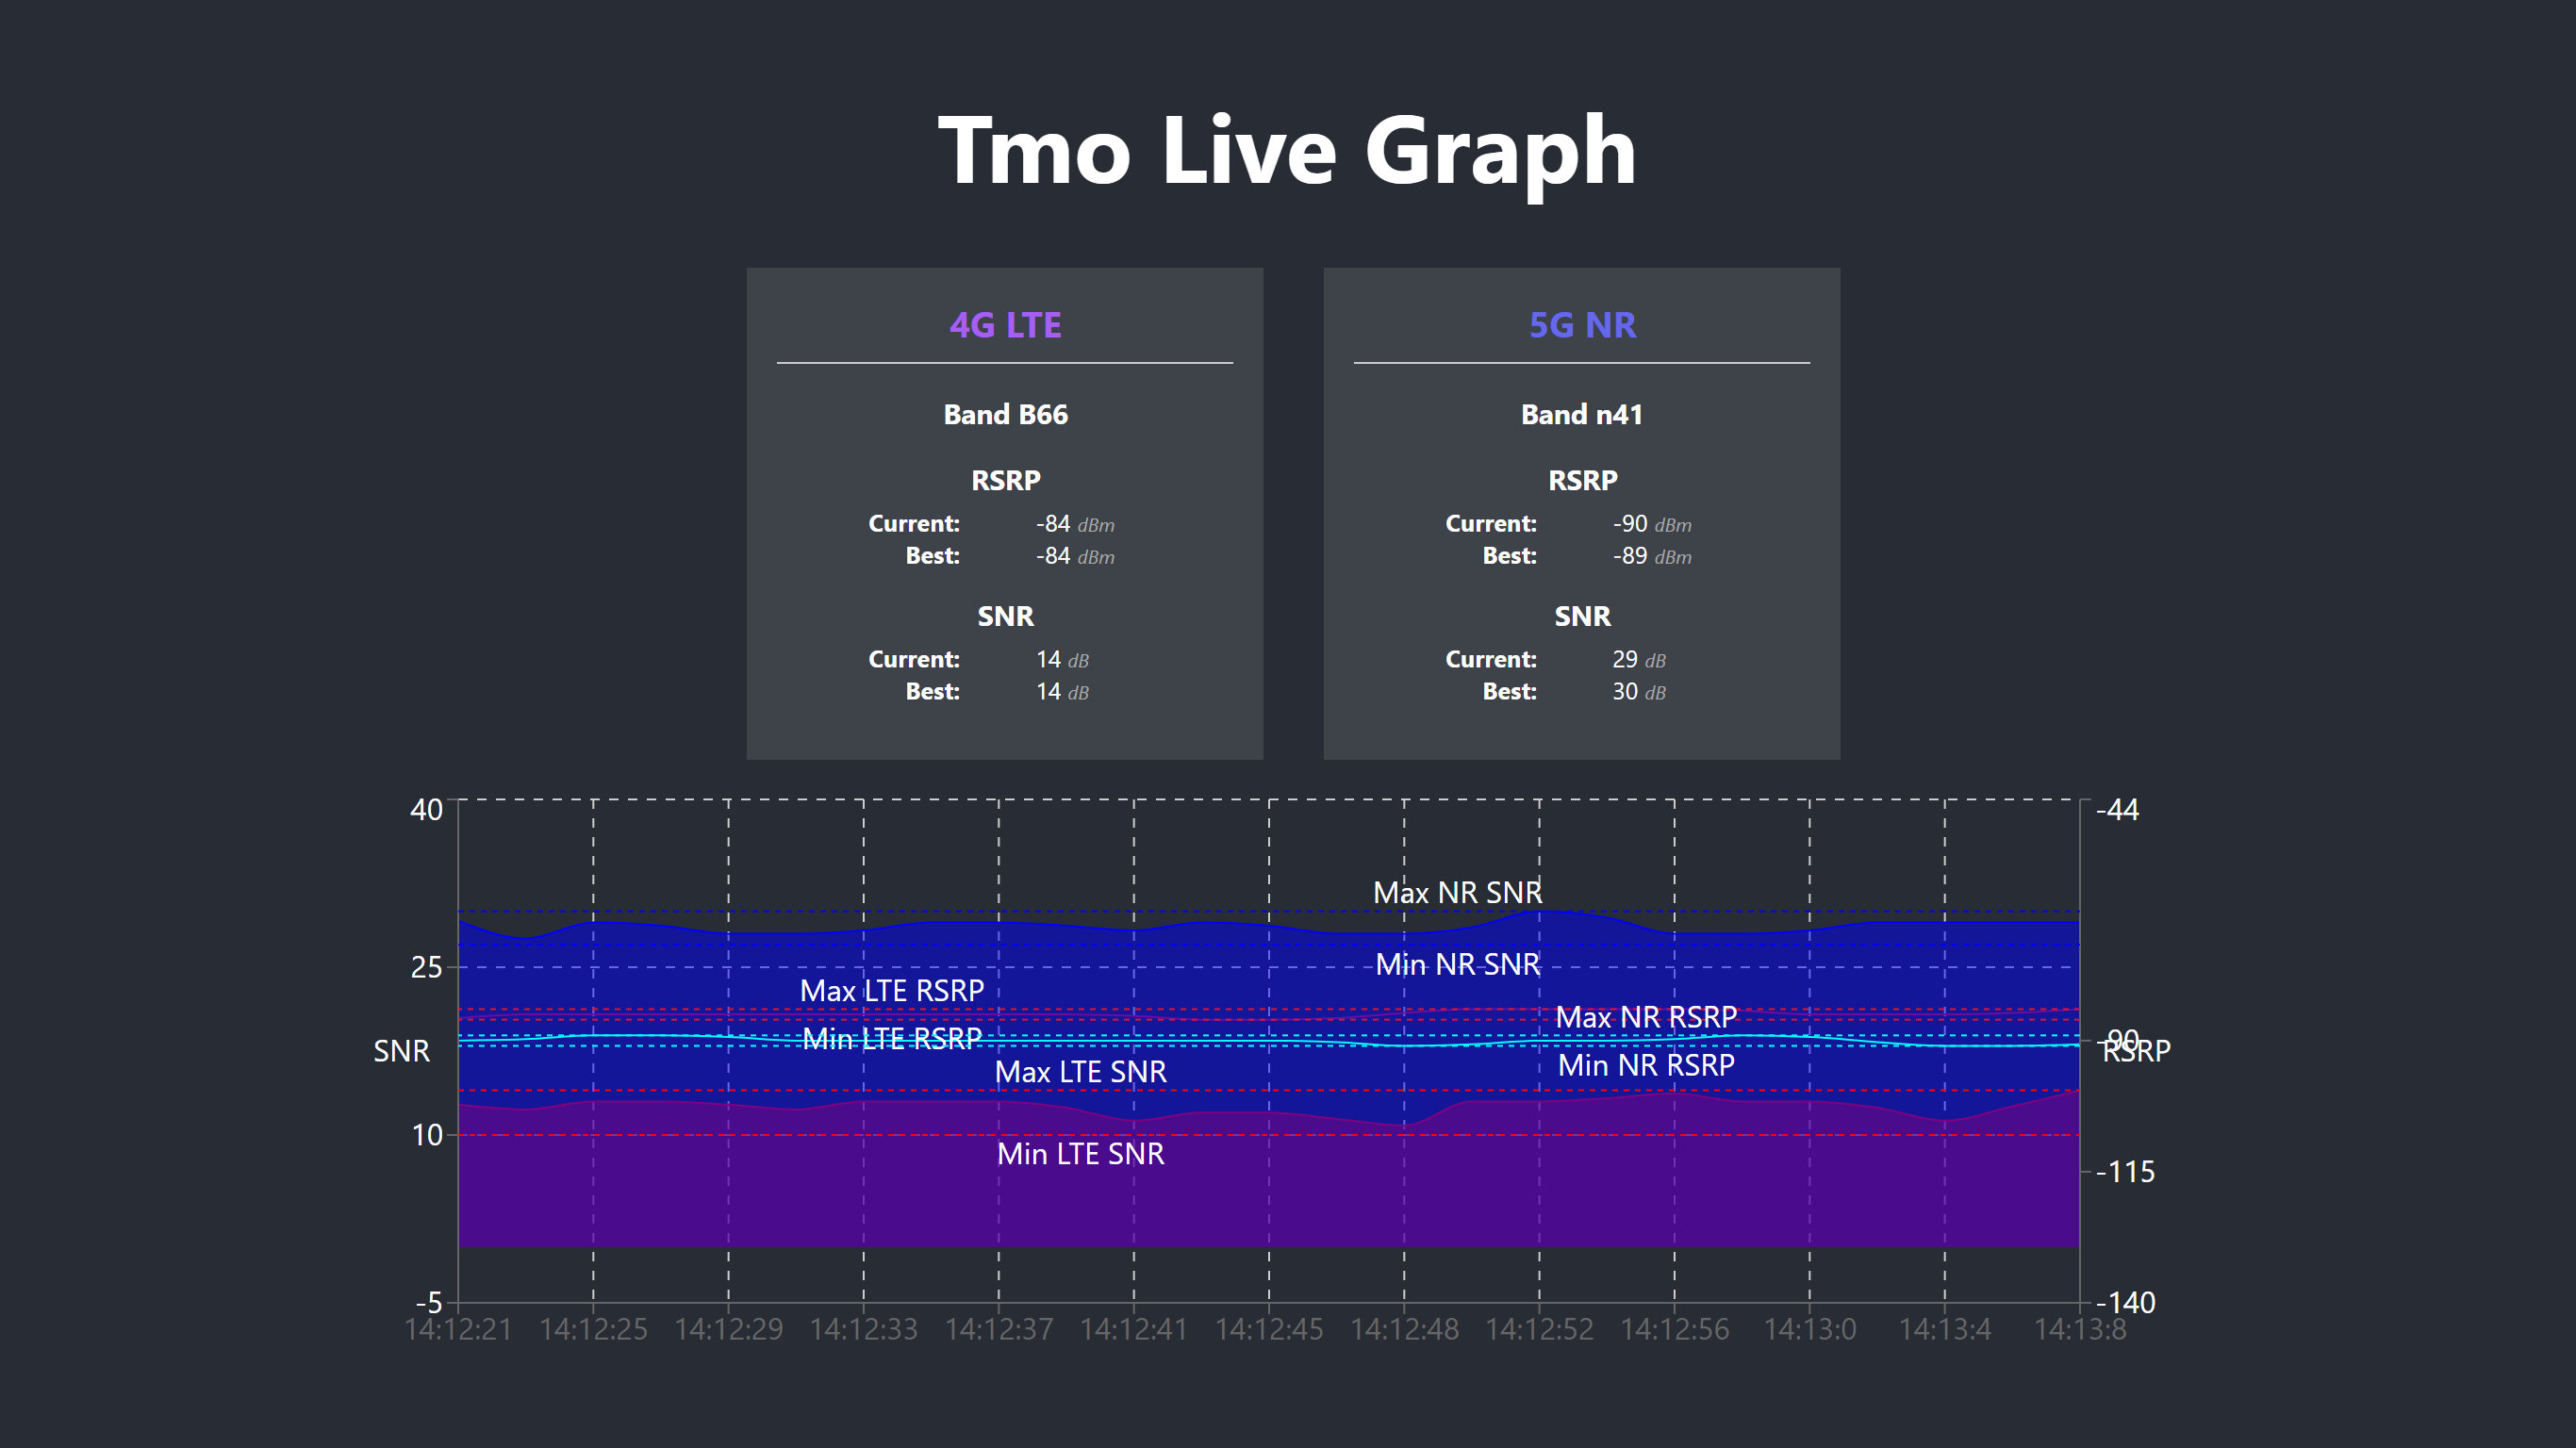 Tmo Live Graph
4G LTE
Band B66
RSRP
Current: -84 dBm
Best: -84 dBm
SNR
Current: 14 dB
Best: 14 dB
5G NR
Band n41
RSRP
Current: -90 dBm
Best: -89 dBm
SNR
Current: 29 dB
Best: 30 dB
40
-44
Max NR SNR
25
Min NR SNR
Max LTE RSRP
Max NR RSRP
Min LTE RSRP
SNR
-90
RSRP
Min NR RSRP
Max LTE SNR
10
Min LTE SNR
-115
-5
-140
14:12:21 14:12:25 14:12:29 14:12:33 14:12:37 14:12:41 14:12:45 14:12:48 14:12:52 14:12:56 14:13:0 14:13:4 14:13:8